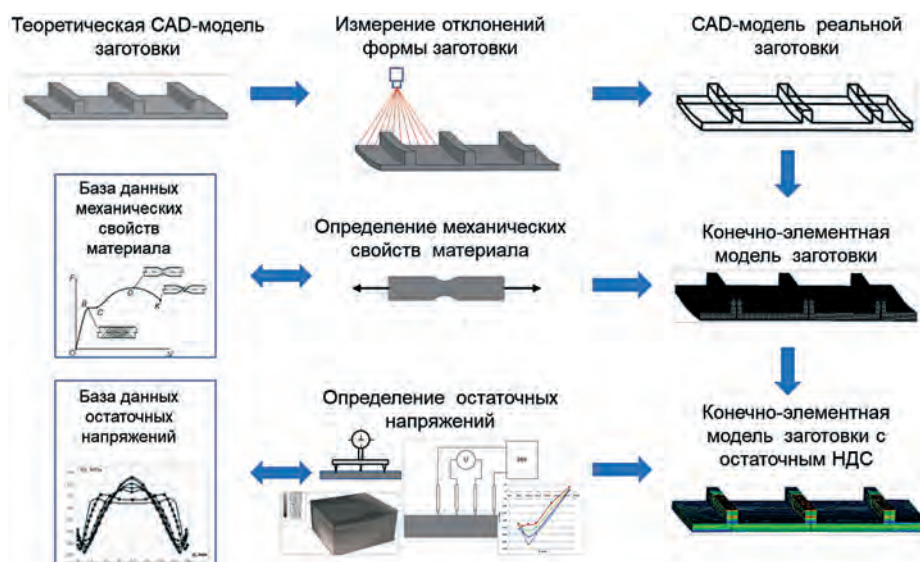 Теоретическая CAD-модель
заготовки
Измерение отклонений
формы заготовки
CAD-модель реальной
заготовки
База данных
механических
свойств
материала
F
B
C
D
K
O
Определение механических
свойств материала
Конечно-элементная
модель заготовки
База данных
остаточных
напряжений
Определение остаточных
напряжений
U
Конечно-элементная
модель заготовки с
остаточным НДС